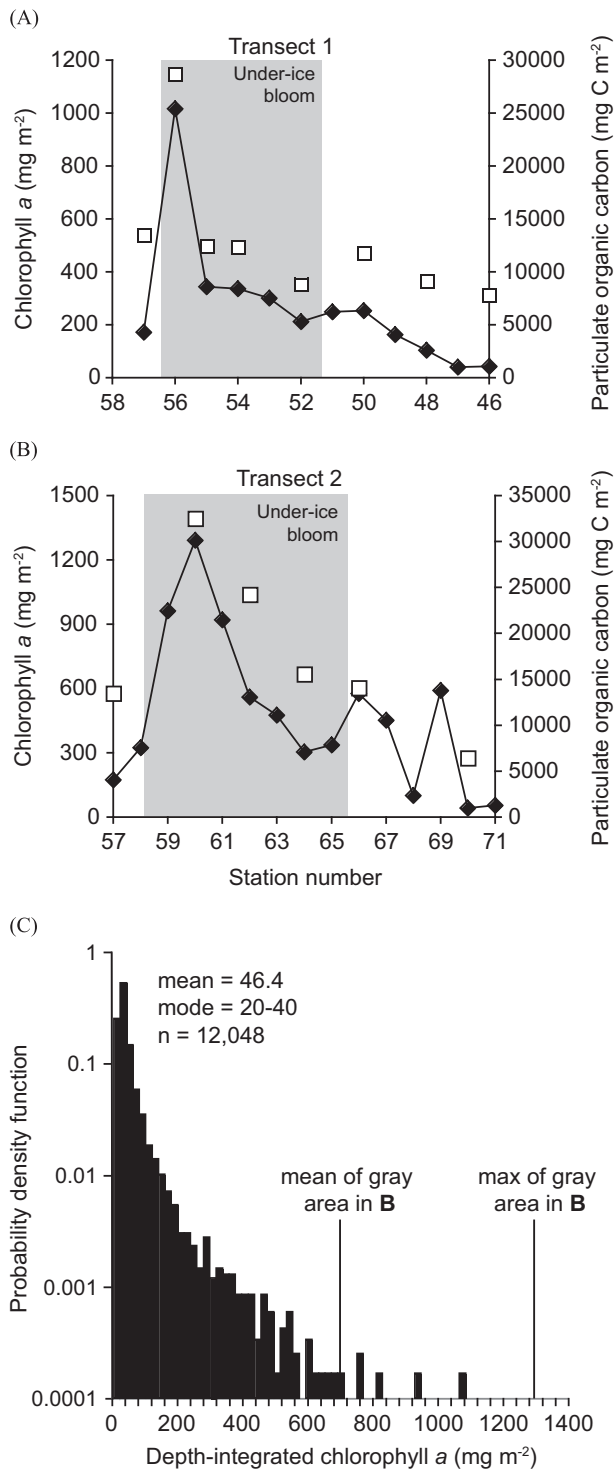 (A)
Transect 1
Under-ice
bloom
Chlorophyll a (mg m-2)
1200
1000
800
600
400
200
0
30000
25000
20000
15000
10000
5000
0
Particulate organic carbon (mg C m-2)
58 56 54 52 50 48 46
(B)
Transect 2
Under-ice
bloom
Chlorophyll a (mg m-2)
1500
1200
900
600
300
0
35000
30000
25000
20000
15000
10000
5000
0
Particulate organic carbon (mg C m-2)
57 59 61 63 65 67 69 71
Station number
(C)
Probability density function
1
0.1
0.01
0.001
0.0001
mean = 46.4
mode = 20-40
n = 12,048
mean of gray
area in B
max of gray
area in B
0 200 400 600 800 1000 1200 1400
Depth-integrated chlorophyll a (mg m-2)